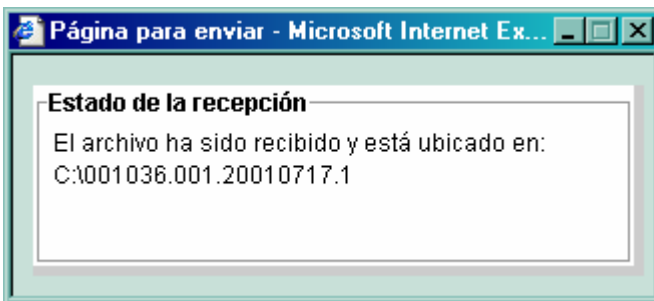 Página para enviar - Microsoft Internet Ex...
Estado de la recepción
El archivo ha sido recibido y está ubicado en:
C:\001036.001.20010717.1